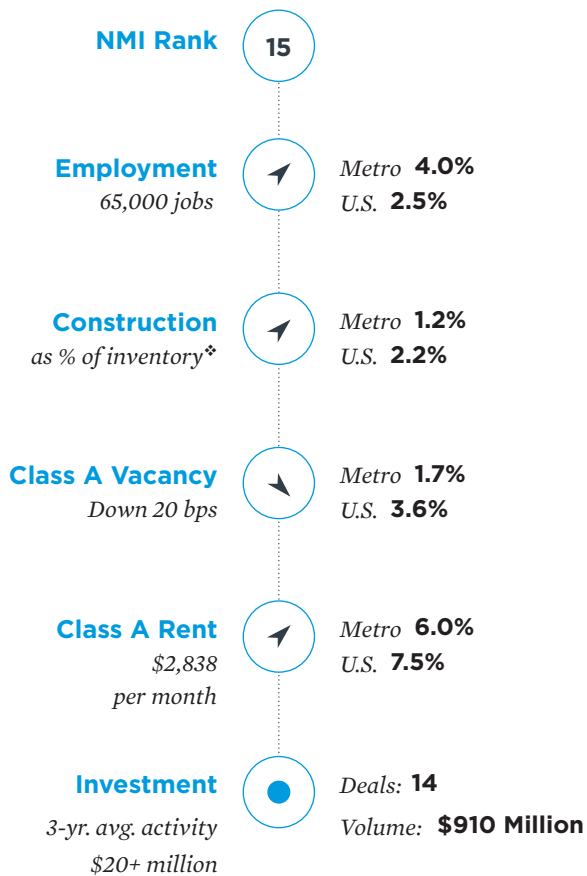 NMI Rank 15
Employment
65,000 jobs
Metro 4.0%
U.S. 2.5%
Construction
as % of inventory❖
Metro 1.2%
U.S. 2.2%
Class A Vacancy
Down 20 bps
Metro 1.7%
U.S. 3.6%
Class A Rent
$2,838
per month
Metro 6.0%
U.S. 7.5%
Investment
3-yr. avg. activity
$20+ million
Deals: 14
Volume: $910 Million